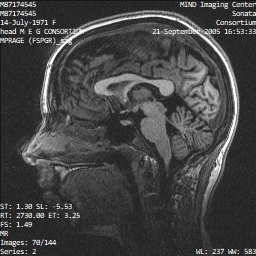 M87174545
M87174545
14-July-1971 F
head M E G CONSORTIUM
MPRAGE (FSPGR)_sag
MIND Imaging Center
Sonata
Consortium
21-September-2005 16:53:33
ST: 1.30 SL: -5.53
RT: 2730.00 ET: 3.25
FS: 1.49
MR
Images: 70/144
Series: 2
WL: 237 WW: 583